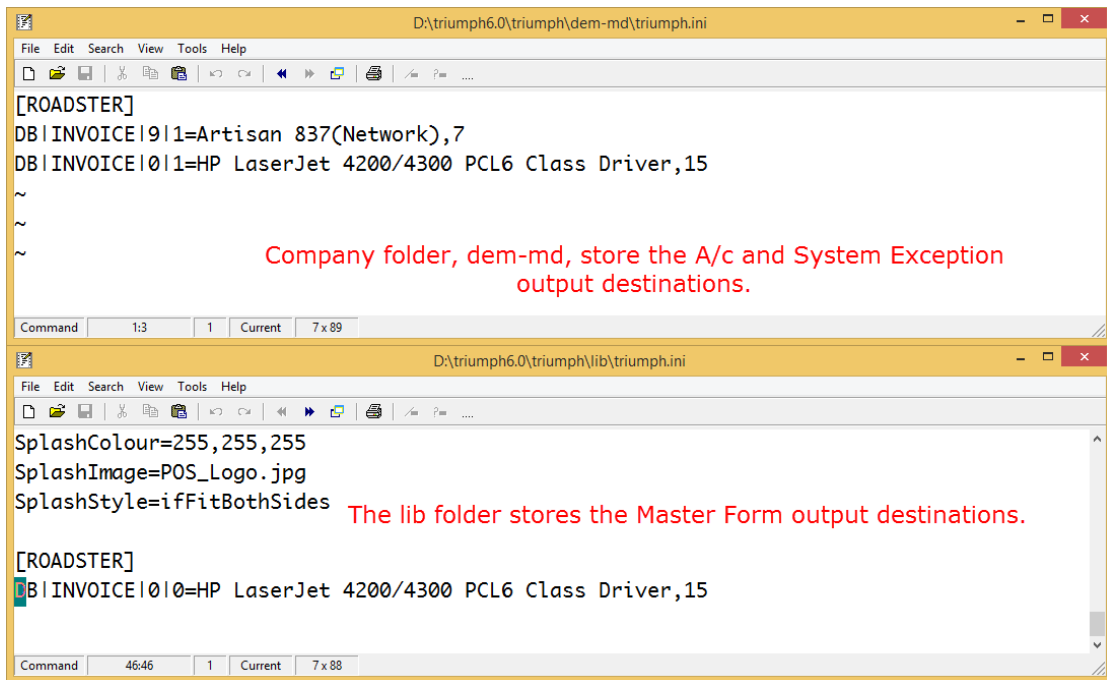 D:\triumph6.0\triumph\dem-md\triumph.ini
File Edit Search View Tools Help
[ROADSTER]
DB|INVOICE|9|1=Artisan 837(Network),7
DB|INVOICE|0|1=HP LaserJet 4200/4300 PCL6 Class Driver,15
~
~
~
Company folder, dem-md, store the A/c and System Exception
output destinations.
Command 1:3 1 Current 7 x 89
D:\triumph6.0\triumph\lib\triumph.ini
File Edit Search View Tools Help
SplashColour=255,255,255
SplashImage=POS_Logo.jpg
SplashStyle=ifFitBothSides
The lib folder stores the Master Form output destinations.
[ROADSTER]
DB|INVOICE|0|0=HP LaserJet 4200/4300 PCL6 Class Driver,15
Command 46:46 1 Current 7 x 88